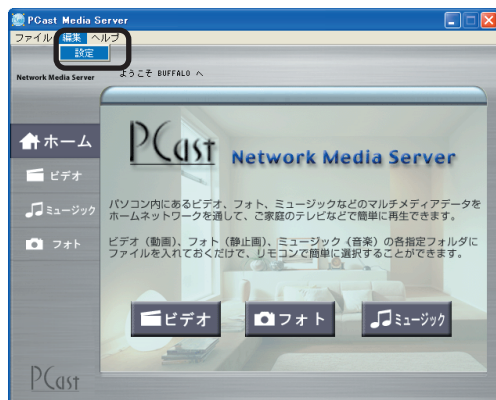 PCast Media Server
ファイル 編集 ヘルプ
設定
Network Media Server
ようこそ BUFFALO へ
ホーム
ビデオ
ミュージック
フォト
PCast
Network Media Server
パソコン内にあるビデオ、フォト、ミュージックなどのマルチメディアデータを
ホームネットワークを通して、ご家庭のテレビなどで簡単に再生できます。
ビデオ（動画）、フォト（静止画）、ミュージック（音楽）の各指定フォルダに
ファイルを入れておくだけで、リモコンで簡単に選択することができます。
ビデオ
フォト
ミュージック
PCast